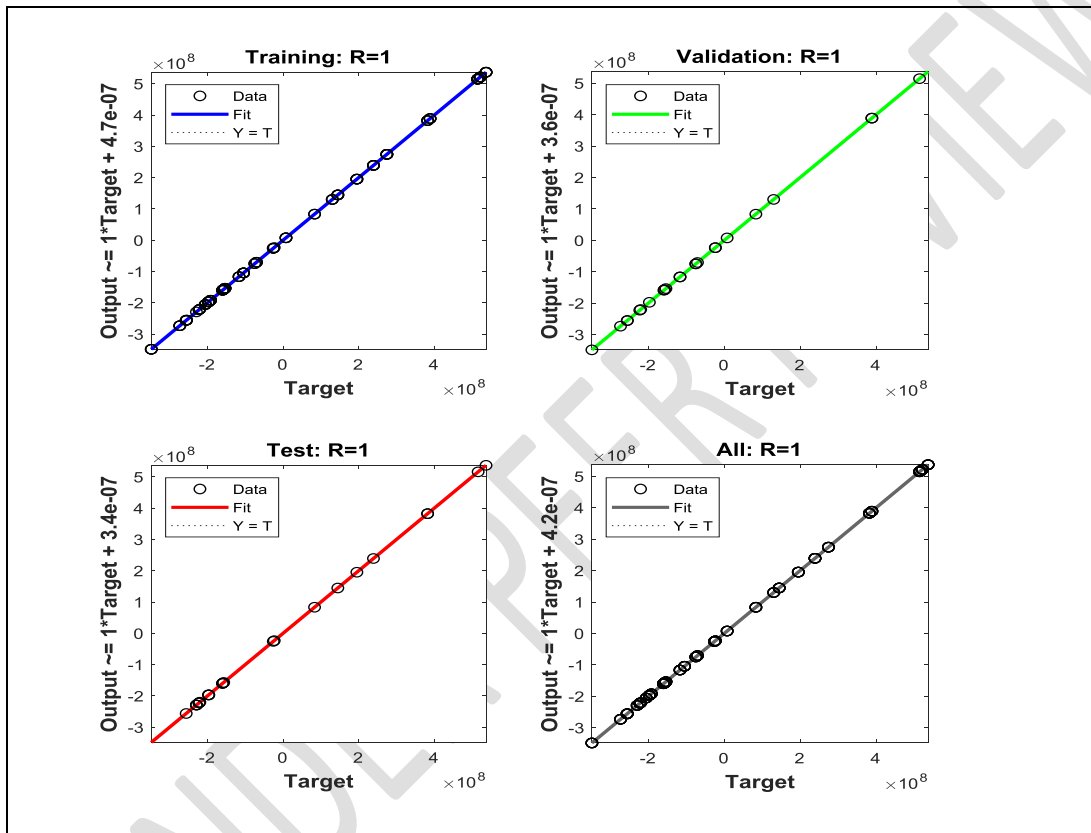 Training: R=1
×10^8
Output ~= 1*Target + 4.7e-07
5
4
3
2
1
0
-1
-2
-3
Data
Fit
Y = T
-2
0
2
4
Target
×10^8
Validation: R=1
×10^8
Output ~= 1*Target + 3.6e-07
5
4
3
2
1
0
-1
-2
-3
Data
Fit
Y = T
-2
0
2
4
Target
×10^8
Test: R=1
×10^8
Output ~= 1*Target + 3.4e-07
5
4
3
2
1
0
-1
-2
-3
Data
Fit
Y = T
-2
0
2
4
Target
×10^8
All: R=1
×10^8
Output ~= 1*Target + 4.2e-07
5
4
3
2
1
0
-1
-2
-3
Data
Fit
Y = T
-2
0
2
4
Target
×10^8